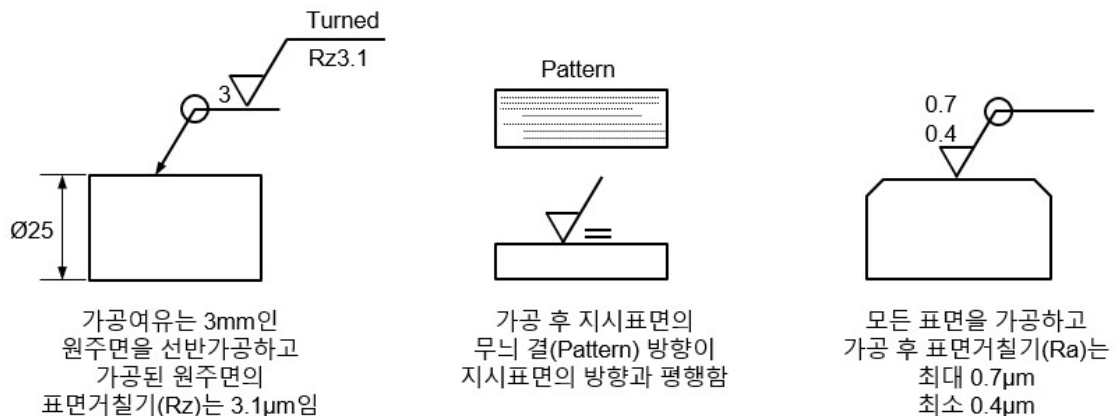 Turned
Rz3.1
3
Ø25
가공여유는 3mm인
원주면을 선반가공하고
가공된 원주면의
표면거칠기(Rz)는 3.1μm임
Pattern
가공 후 지시표면의
무늬 결(Pattern) 방향이
지시표면의 방향과 평행함
0.7
0.4
모든 표면을 가공하고
가공 후 표면거칠기(Ra)는
최대 0.7μm
최소 0.4μm